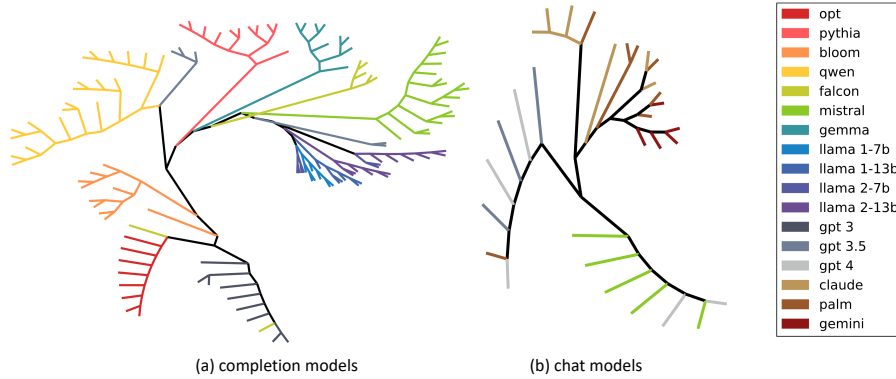 opt
pythia
bloom
qwen
falcon
mistral
gemma
llama 1-7b
llama 1-13b
llama 2-7b
llama 2-13b
gpt 3
gpt 3.5
gpt 4
claude
palm
gemini
(a) completion models
(b) chat models